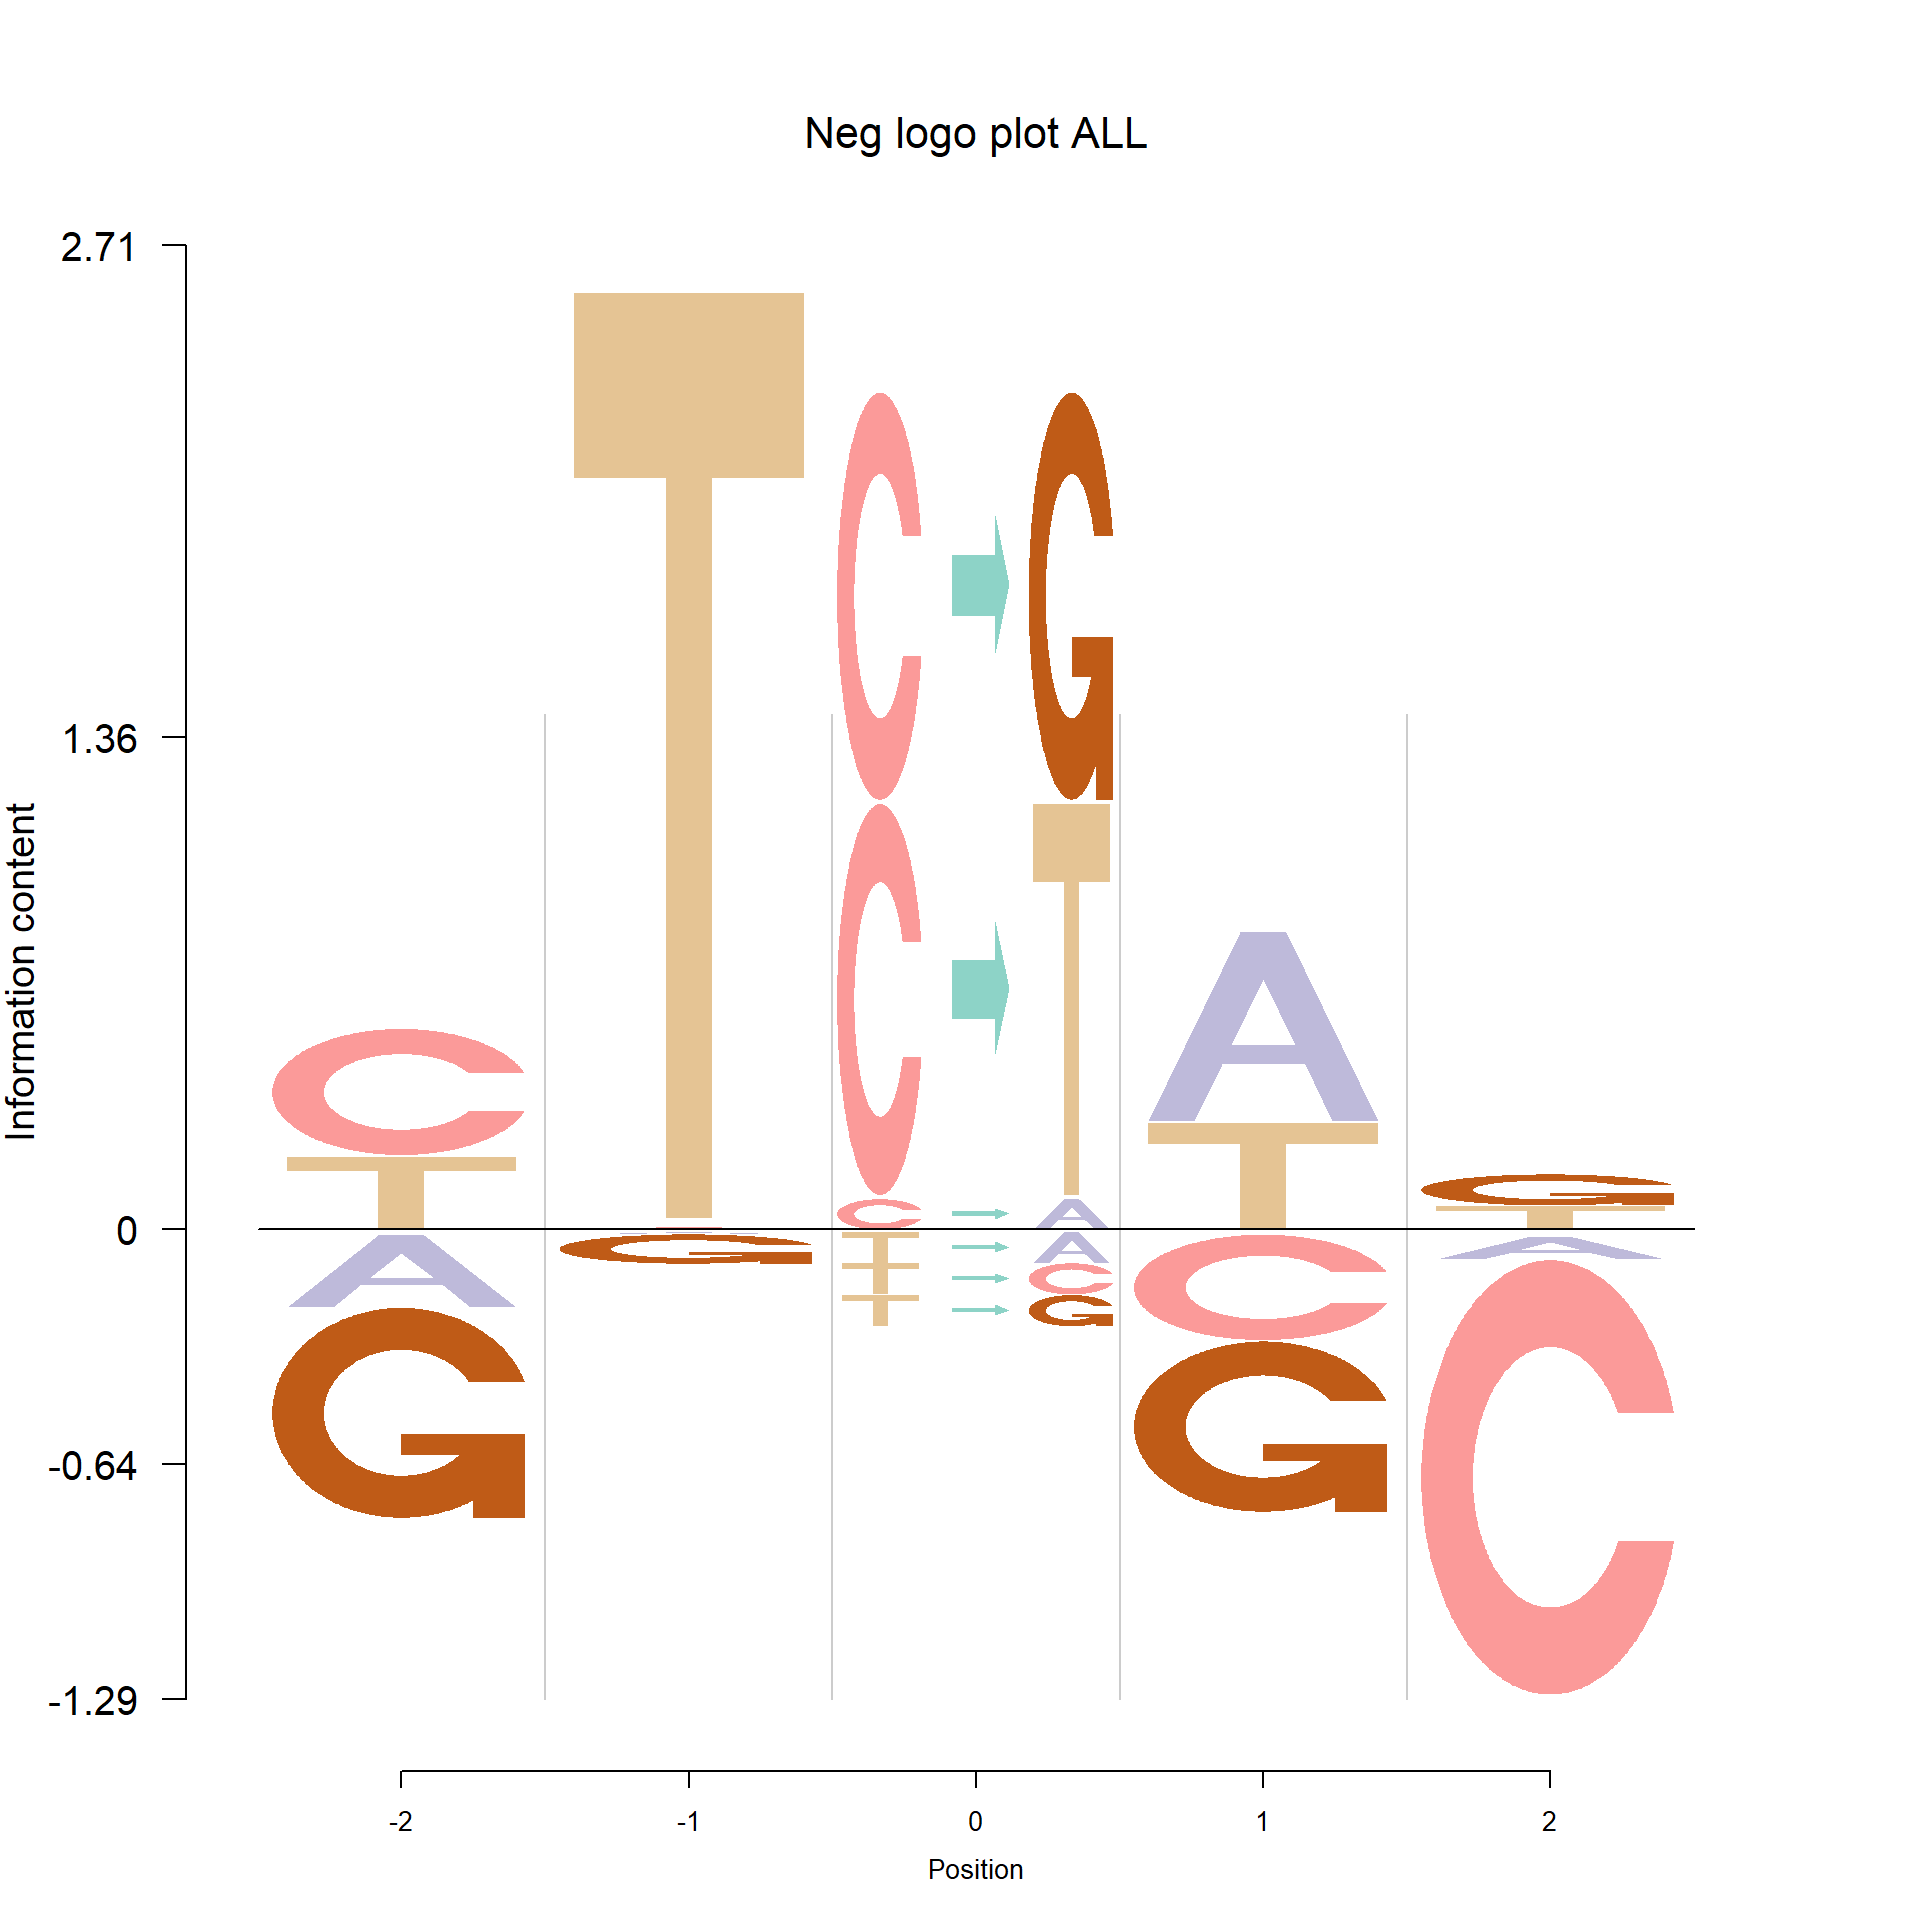 Neg logo plot ALL
2.71
1.36
0
-0.64
-1.29
Information content
C T A G
T G
C G
C T
C A
T A
T C
T G
A T C G
G T A C
-2 -1 0 1 2
Position